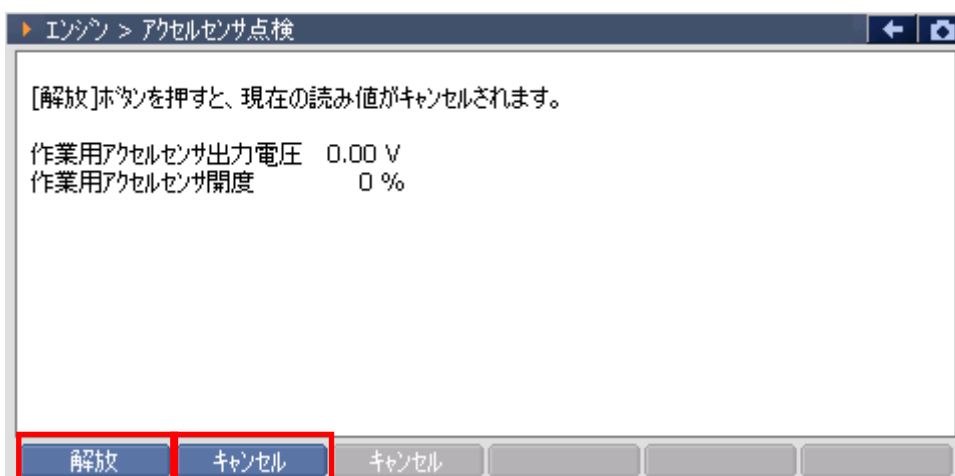 エンジン > アクセルセンサ点検
[解放]ボタンを押すと、現在の読み値がキャンセルされます。
作業用アクセルセンサ出力電圧 0.00 V
作業用アクセルセンサ開度 0 %
解放 キャンセル キャンセル